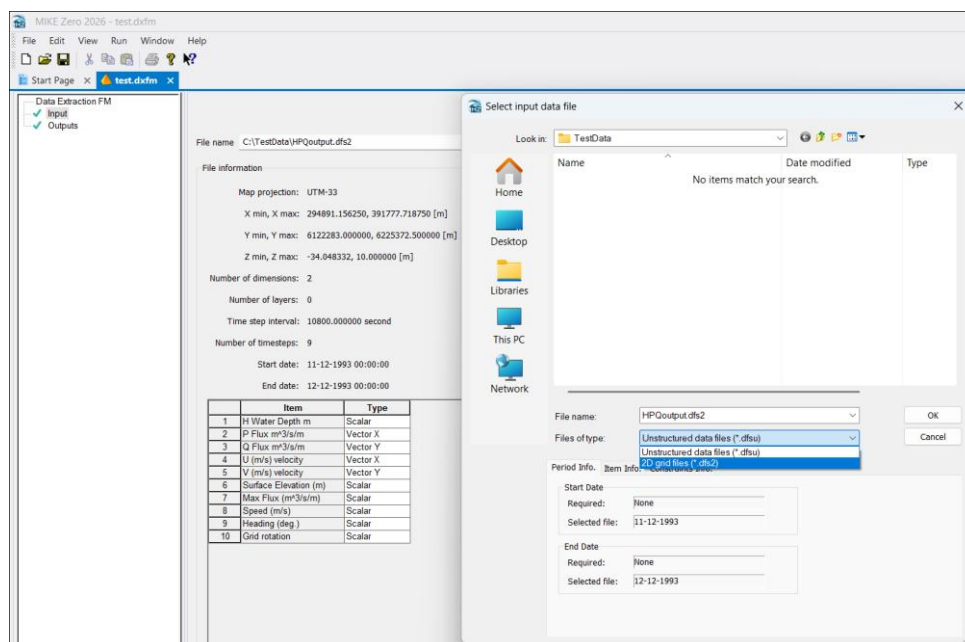 MIKE Zero 2026 - test.dxfm
File Edit View Run Window Help
Start Page
test.dxfm
Data Extraction FM
Input
Outputs
File name C:\TestData\HPQoutput.dfs2
File information
Map projection: UTM-33
X min, X max: 294891.156250, 391777.718750 [m]
Y min, Y max: 6122283.000000, 6225372.500000 [m]
Z min, Z max: -34.048332, 10.000000 [m]
Number of dimensions: 2
Number of layers: 0
Time step interval: 10800.000000 second
Number of timesteps: 9
Start date: 11-12-1993 00:00:00
End date: 12-12-1993 00:00:00
Item Type
1 H Water Depth m Scalar
2 P Flux m^3/s/m Vector X
3 Q Flux m^3/s/m Vector Y
4 U (m/s) velocity Vector X
5 V (m/s) velocity Vector Y
6 Surface Elevation (m) Scalar
7 Max Flux (m^3/s/m) Scalar
8 Speed (m/s) Scalar
9 Heading (deg.) Scalar
10 Grid rotation Scalar
Select input data file
Look in: TestData
Name Date modified Type
No items match your search.
Home
Desktop
Libraries
This PC
Network
File name: HPQoutput.dfs2 OK
Files of type: Unstructured data files (*.dfsu) Cancel
Unstructured data files (*.dfsu)
2D grid files (*.dfs2)
Period Info. Item Info. Constraints Info.
Start Date
Required: None
Selected file: 11-12-1993
End Date
Required: None
Selected file: 12-12-1993